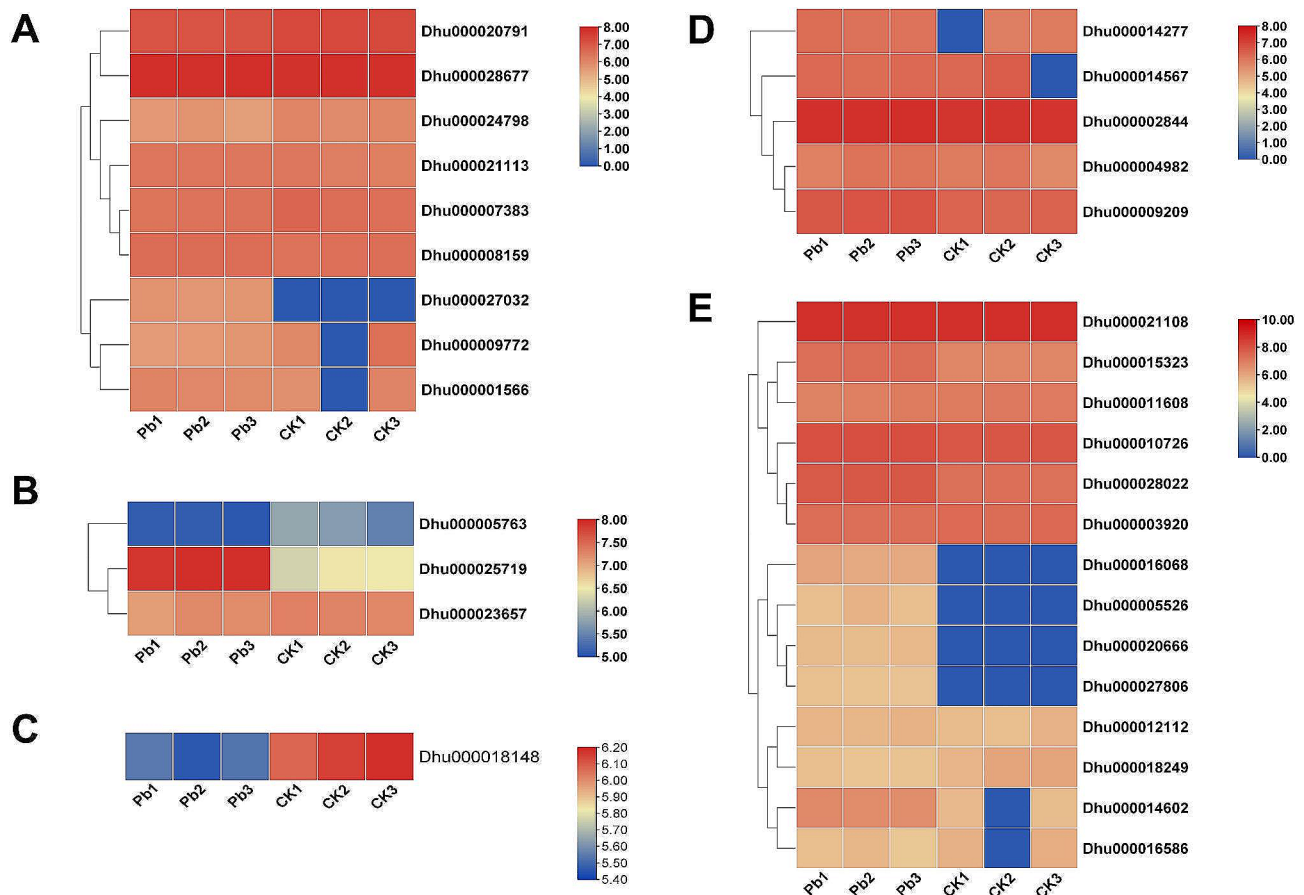 A
Dhu000020791
Dhu000028677
Dhu000024798
Dhu000021113
Dhu000007383
Dhu000008159
Dhu000027032
Dhu000009772
Dhu000001566
Pb1 Pb2 Pb3 CK1 CK2 CK3
8.00
7.00
6.00
5.00
4.00
3.00
2.00
1.00
0.00
B
Dhu000005763
Dhu000025719
Dhu000023657
Pb1 Pb2 Pb3 CK1 CK2 CK3
8.00
7.50
7.00
6.50
6.00
5.50
5.00
C
Dhu000018148
Pb1 Pb2 Pb3 CK1 CK2 CK3
6.20
6.10
6.00
5.90
5.80
5.70
5.60
5.50
5.40
D
Dhu000014277
Dhu000014567
Dhu000002844
Dhu000004982
Dhu000009209
Pb1 Pb2 Pb3 CK1 CK2 CK3
8.00
7.00
6.00
5.00
4.00
3.00
2.00
1.00
0.00
E
Dhu000021108
Dhu000015323
Dhu000011608
Dhu000010726
Dhu000028022
Dhu000003920
Dhu000016068
Dhu000005526
Dhu000020666
Dhu000027806
Dhu000012112
Dhu000018249
Dhu000014602
Dhu000016586
Pb1 Pb2 Pb3 CK1 CK2 CK3
10.00
8.00
6.00
4.00
2.00
0.00